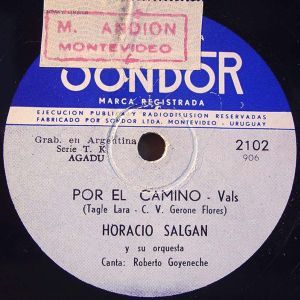 M. ARDION
MONTEVIDEO
SONDOR
MARCA REGISTRADA
EJECUCION PUBLICA Y RADIODIFUSION RESERVADAS
FABRICADO POR SONDOR LTDA. MONTEVIDEO - URUGUAY
Grab. en Argentina
Serie T. K.
AGADU
2102
906
POR EL CAMINO - Vals
(Tagle Lara - C. V. Gerone Flores)
HORACIO SALGAN
y su orquesta
Canta: Roberto Goyeneche